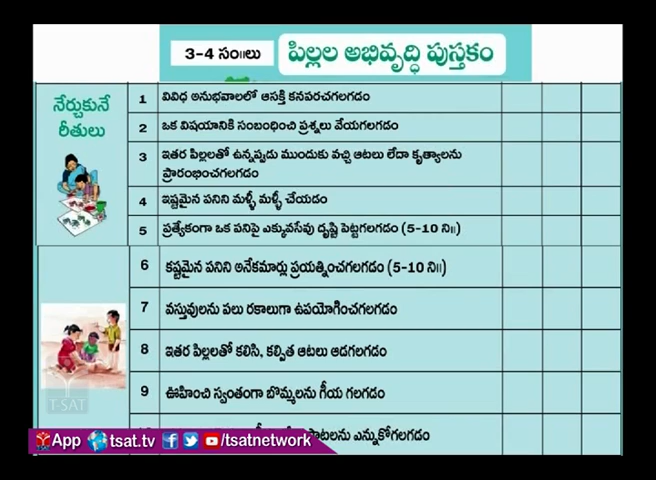 3-4 సం॥లు
పిల్లల అభివృద్ధి పుస్తకం
నేర్చుకునే
రీతులు
1 వివిధ అనుభవాలలో ఆసక్తి కనపరచగలగడం
2 ఒక విషయానికి సంబంధించి ప్రశ్నలు వేయగలగడం
3 ఇతర పిల్లలతో ఉన్నప్పుడు ముందుకు వచ్చి ఆటలు లేదా కృత్యాలను
ప్రారంభించగలగడం
4 ఇష్టమైన పనిని మళ్ళీ మళ్ళీ చేయడం
5 ప్రత్యేకంగా ఒక పనిపై ఎక్కువసేపు దృష్టి పెట్టగలగడం (5-10 ని॥)
6 కష్టమైన పనిని అనేకమార్లు ప్రయత్నించగలగడం (5-10 ని॥)
7 వస్తువులను పలు రకాలుగా ఉపయోగించగలగడం
8 ఇతర పిల్లలతో కలిసి, కల్పిత ఆటలు ఆడగలగడం
9 ఊహించి స్వంతంగా బొమ్మలను గీయ గలగడం
ఎన్నుకోగలగడం
T-SAT
App tsat.tv /tsatnetwork